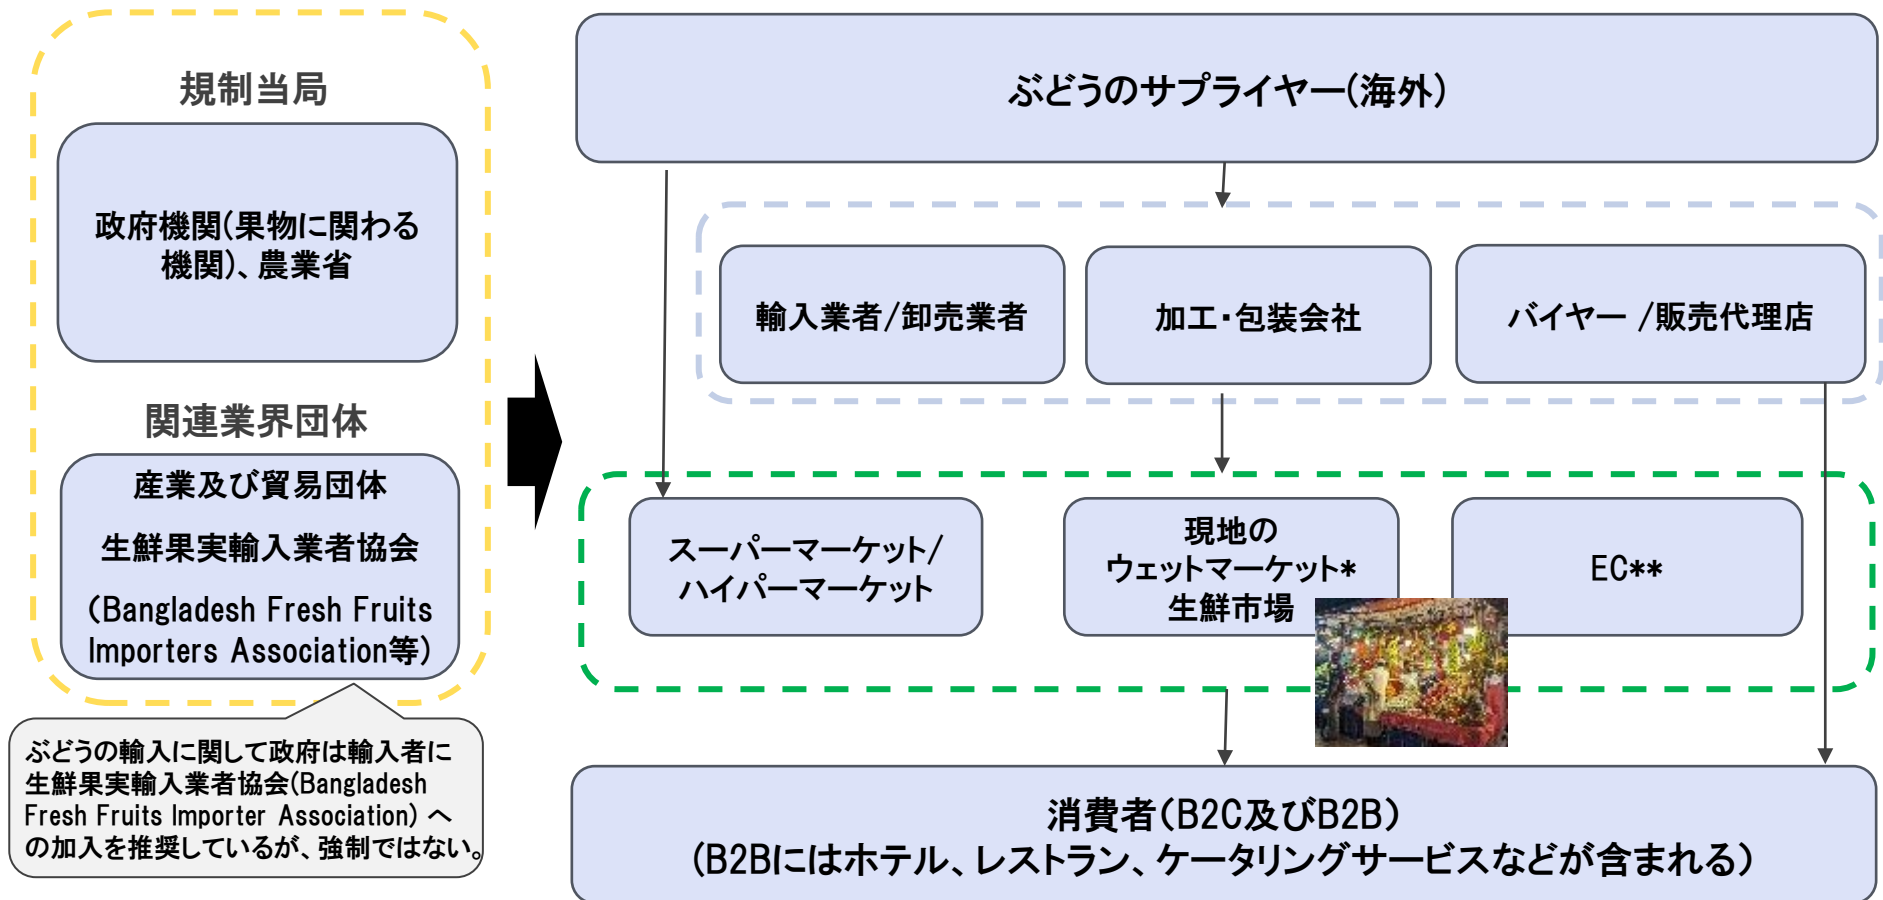 規制当局
政府機関(果物に関わる
機関)、農業省
関連業界団体
産業及び貿易団体
生鮮果実輸入業者協会
(Bangladesh Fresh Fruits
Importers Association等)
ぶどうの輸入に関して政府は輸入者に
生鮮果実輸入業者協会(Bangladesh
Fresh Fruits Importer Association) へ
の加入を推奨しているが、強制ではない。
ぶどうのサプライヤー(海外)
輸入業者/卸売業者
加工・包装会社
バイヤー /販売代理店
スーパーマーケット/
ハイパーマーケット
現地の
ウェットマーケット*
生鮮市場
EC**
消費者(B2C及びB2B)
(B2Bにはホテル、レストラン、ケータリングサービスなどが含まれる)